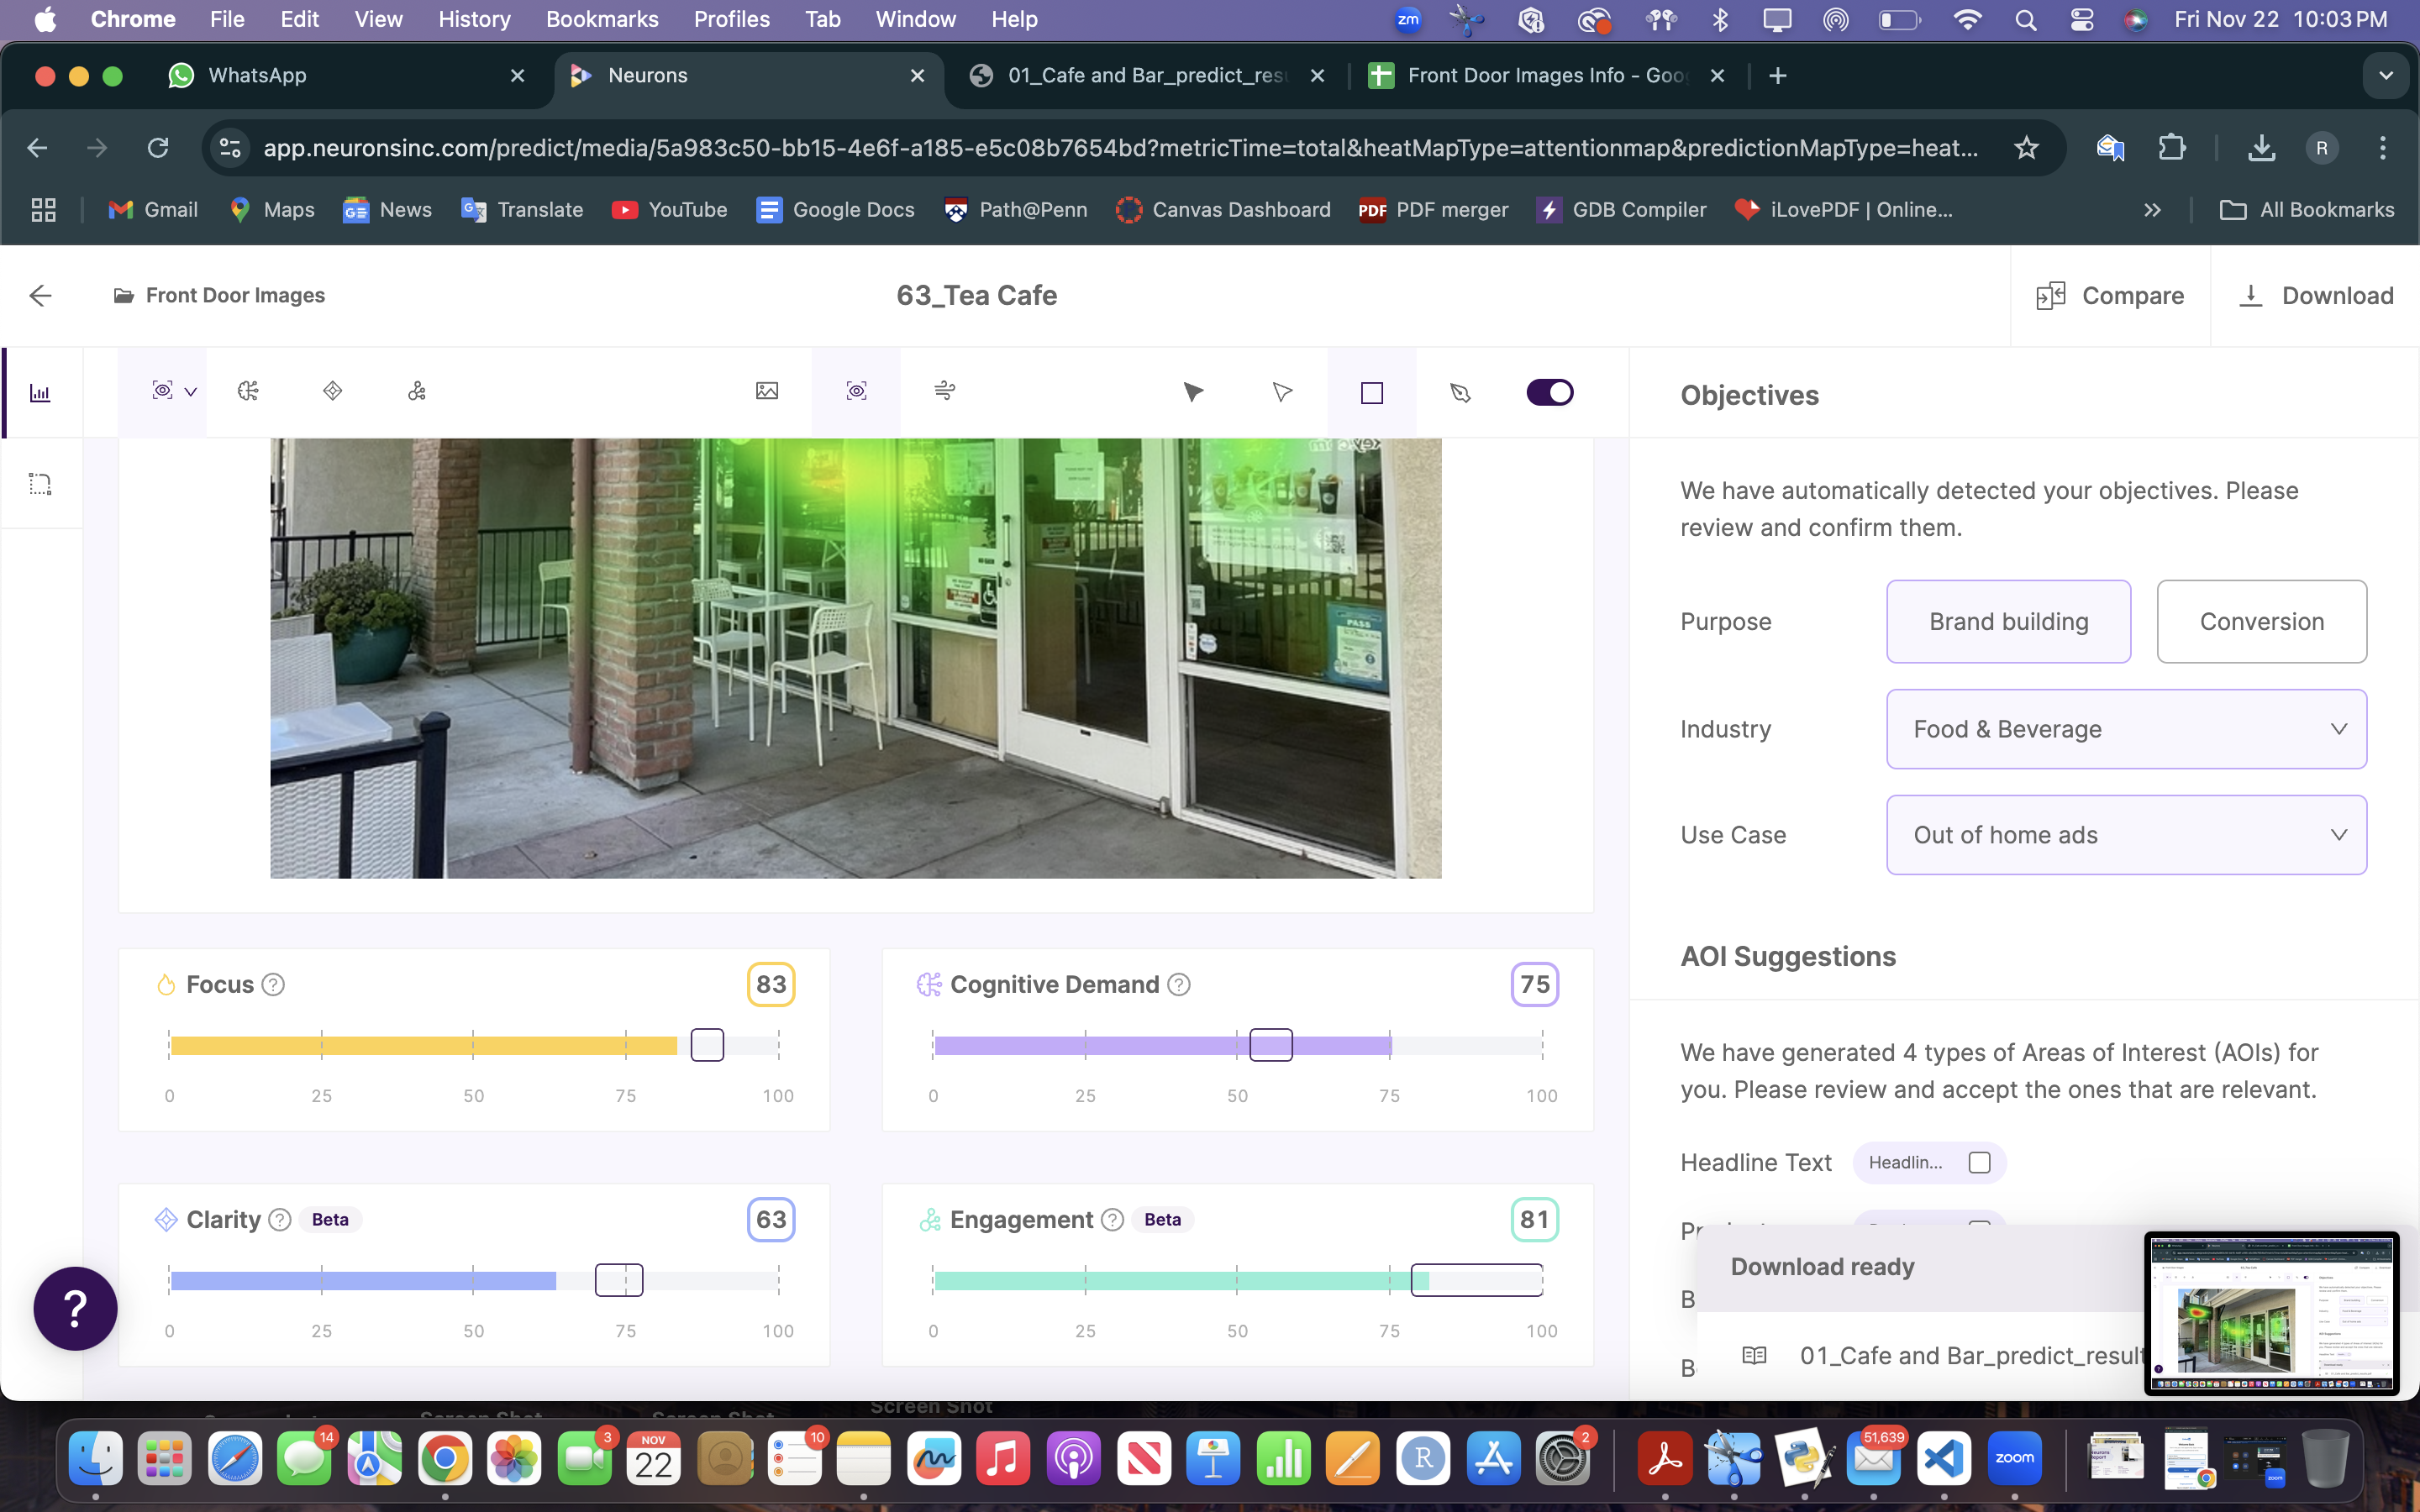 Chrome File Edit View History Bookmarks Profiles Tab Window Help
zm
Fri Nov 22 10:03 PM
WhatsApp
Neurons
01_Cafe and Bar_predict_resu
Front Door Images Info - Goo
app.neuronsinc.com/predict/media/5a983c50-bb15-4e6f-a185-e5c08b7654bd?metricTime=total&heatMapType=attentionmap&predictionMapType=heat...
R
Gmail Maps News Translate YouTube Google Docs Path@Penn Canvas Dashboard PDF PDF merger GDB Compiler iLovePDF | Online... All Bookmarks
Front Door Images
63_Tea Cafe
Compare
Download
Objectives
We have automatically detected your objectives. Please
review and confirm them.
Purpose Brand building Conversion
Industry Food & Beverage
Use Case Out of home ads
PASS
Focus 83
0 25 50 75 100
Cognitive Demand 75
0 25 50 75 100
Clarity Beta 63
0 25 50 75 100
Engagement Beta 81
0 25 50 75 100
AOI Suggestions
We have generated 4 types of Areas of Interest (AOIs) for
you. Please review and accept the ones that are relevant.
Headline Text Headlin...
Download ready
01_Cafe and Bar_predict_result
?
Screen Shot
14
3
NOV
22
10
2
51,639
R
zoom